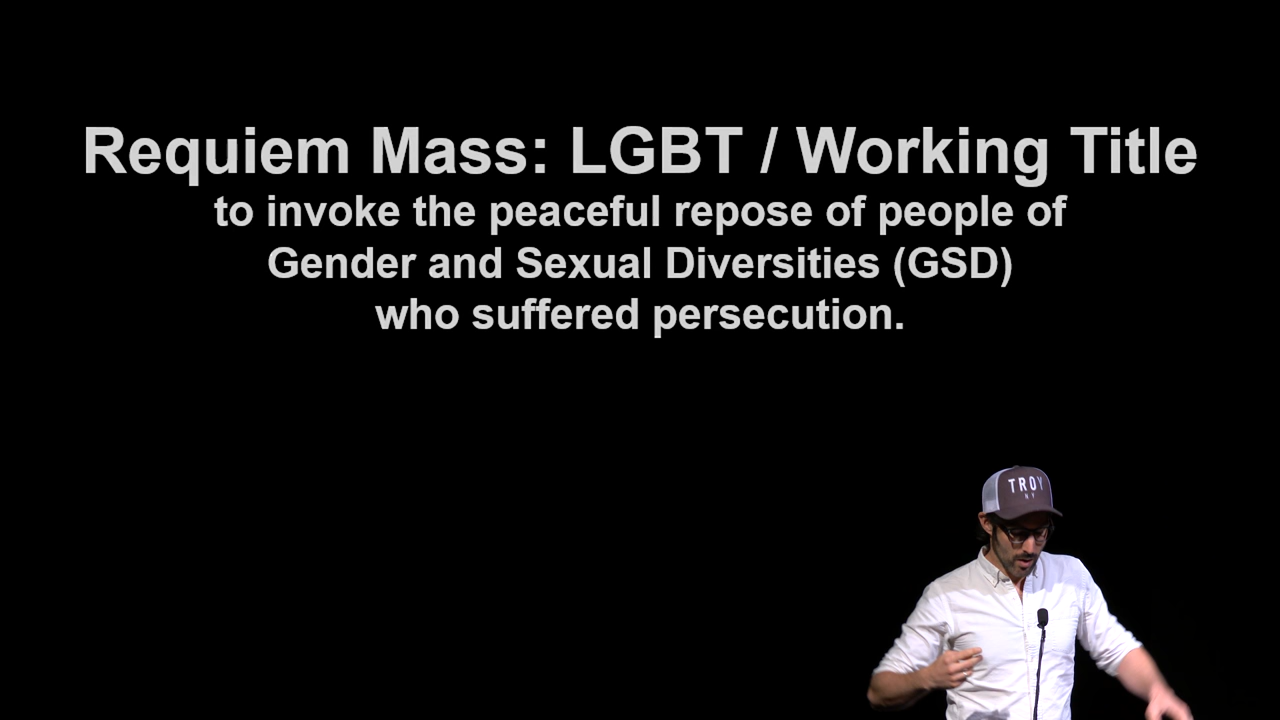 Requiem Mass: LGBT / Working Title
to invoke the peaceful repose of people of
Gender and Sexual Diversities (GSD)
who suffered persecution.
TROY
NY